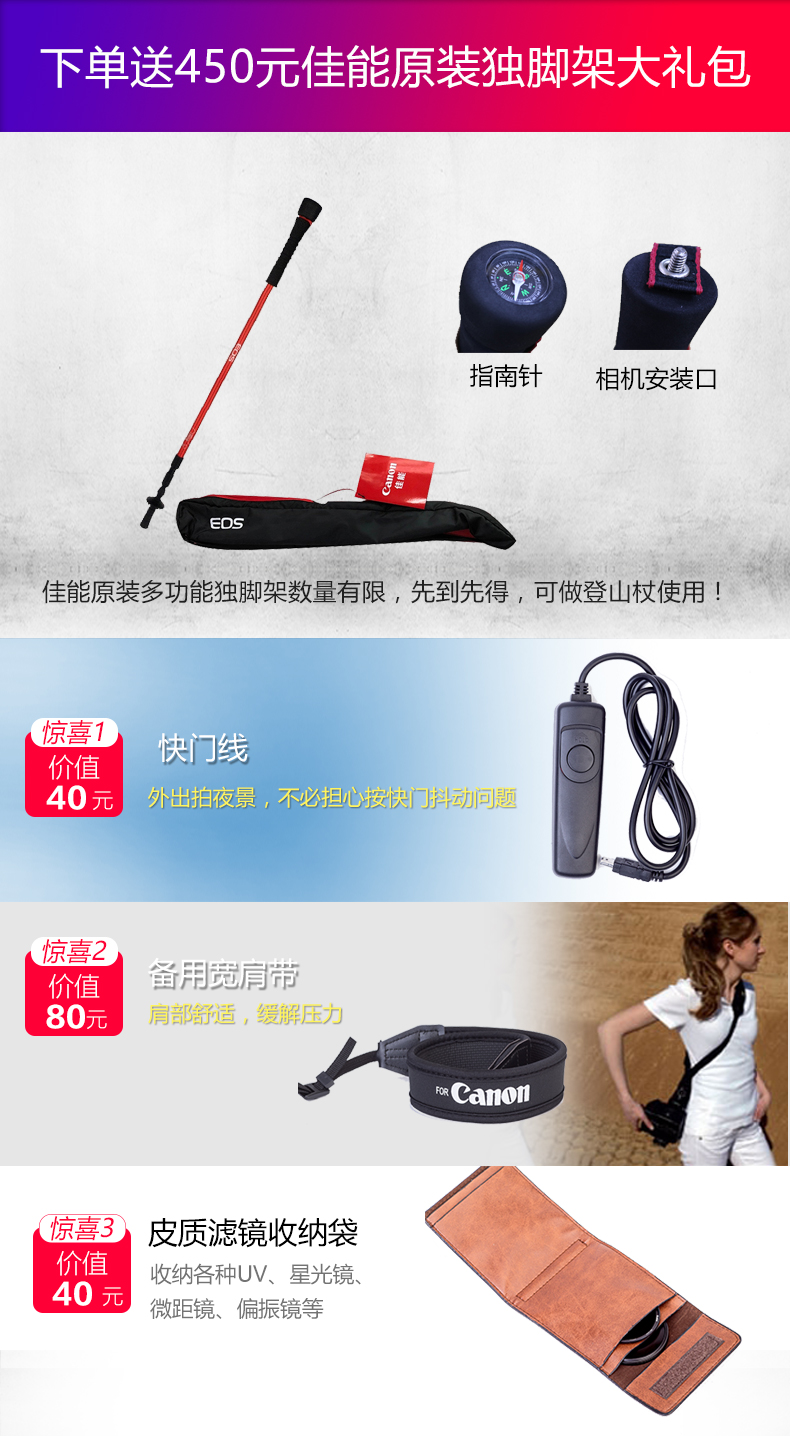 下单送450元佳能原装独脚架大礼包
EOS
指南针
相机安装口
Canon
佳能
EOS
佳能原装多功能独脚架数量有限，先到先得，可做登山杖使用！
惊喜1
价值
40元
快门线
外出拍夜景，不必担心按快门抖动问题
惊喜2
价值
80元
备用宽肩带
肩部舒适，缓解压力
FOR Canon
惊喜3
价值
40元
皮质滤镜收纳袋
收纳各种UV、星光镜、
微距镜、偏振镜等